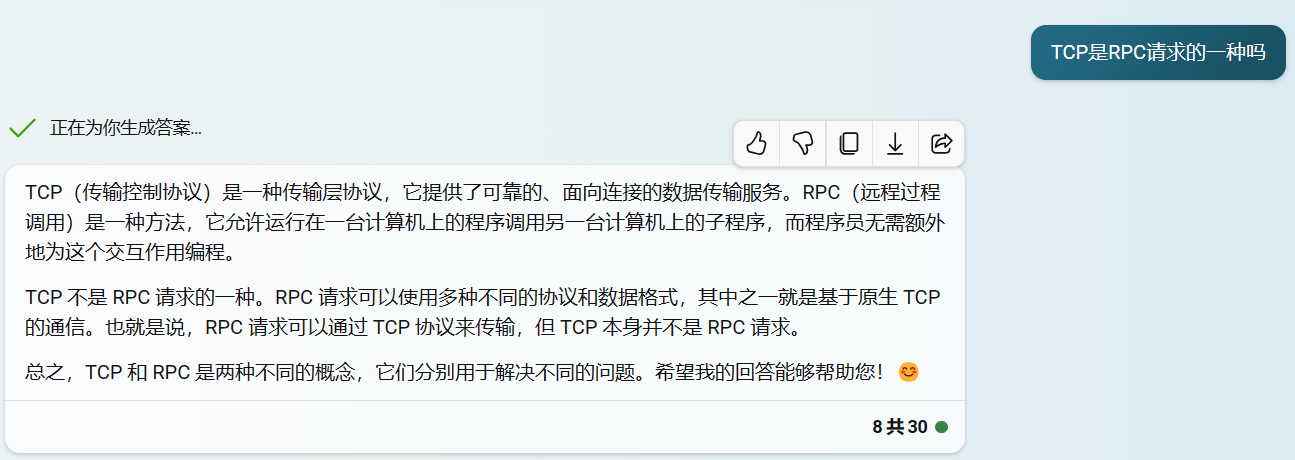 TCP是RPC请求的一种吗
正在为你生成答案...
TCP（传输控制协议）是一种传输层协议，它提供了可靠的、面向连接的数据传输服务。RPC（远程过程
调用）是一种方法，它允许运行在一台计算机上的程序调用另一台计算机上的子程序，而程序员无需额外
地为这个交互作用编程。
TCP 不是 RPC 请求的一种。RPC 请求可以使用多种不同的协议和数据格式，其中之一就是基于原生 TCP
的通信。也就是说，RPC 请求可以通过 TCP 协议来传输，但 TCP 本身并不是 RPC 请求。
总之，TCP 和 RPC 是两种不同的概念，它们分别用于解决不同的问题。希望我的回答能够帮助您！😊
8 共 30